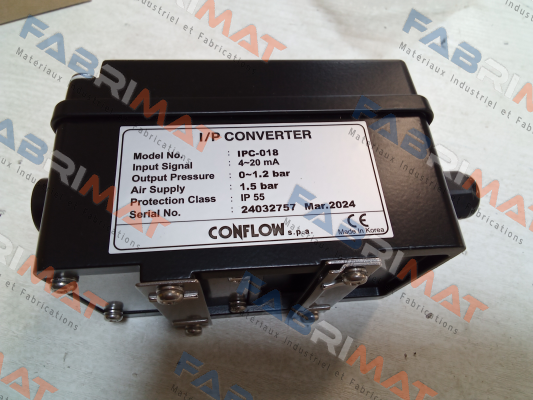 I/P CONVERTER
Model No. : IPC-018
Input Signal : 4~20 mA
Output Pressure : 0~1.2 bar
Air Supply : 1.5 bar
Protection Class : IP 55
Serial No. : 24032757 Mar.2024
CONFLOW s.p.a. CE
Made in Korea
FABRIMAT
Matériaux Industriel et Fabrications